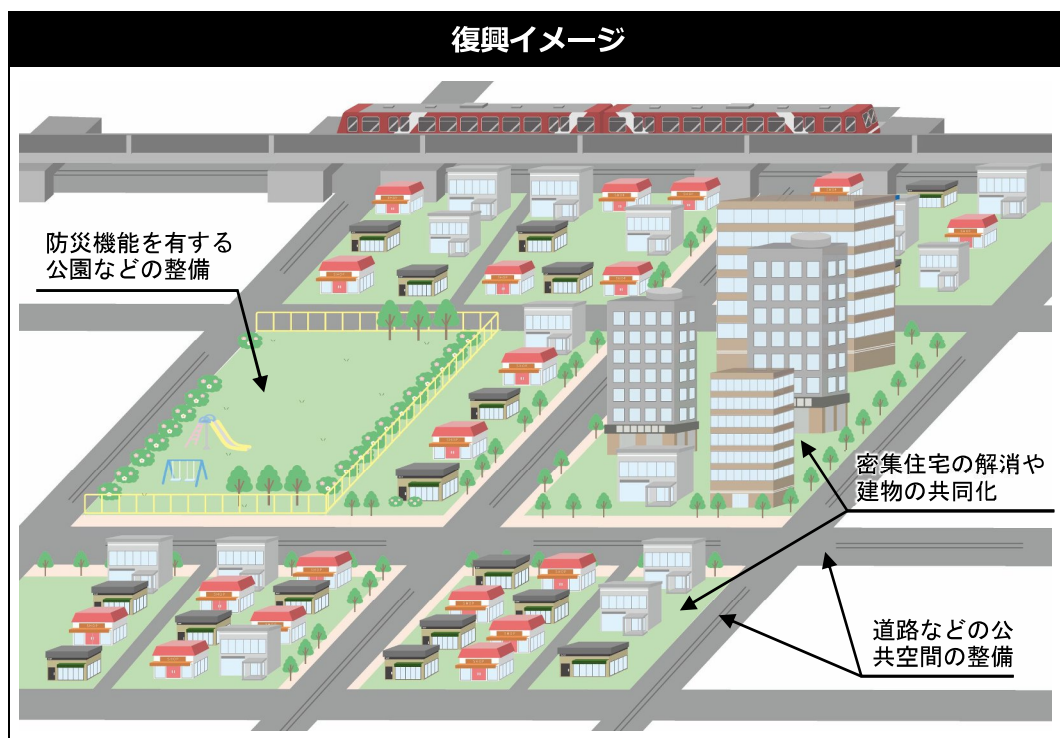 復興イメージ
防災機能を有する
公園などの整備
密集住宅の解消や
建物の共同化
道路などの公
共空間の整備